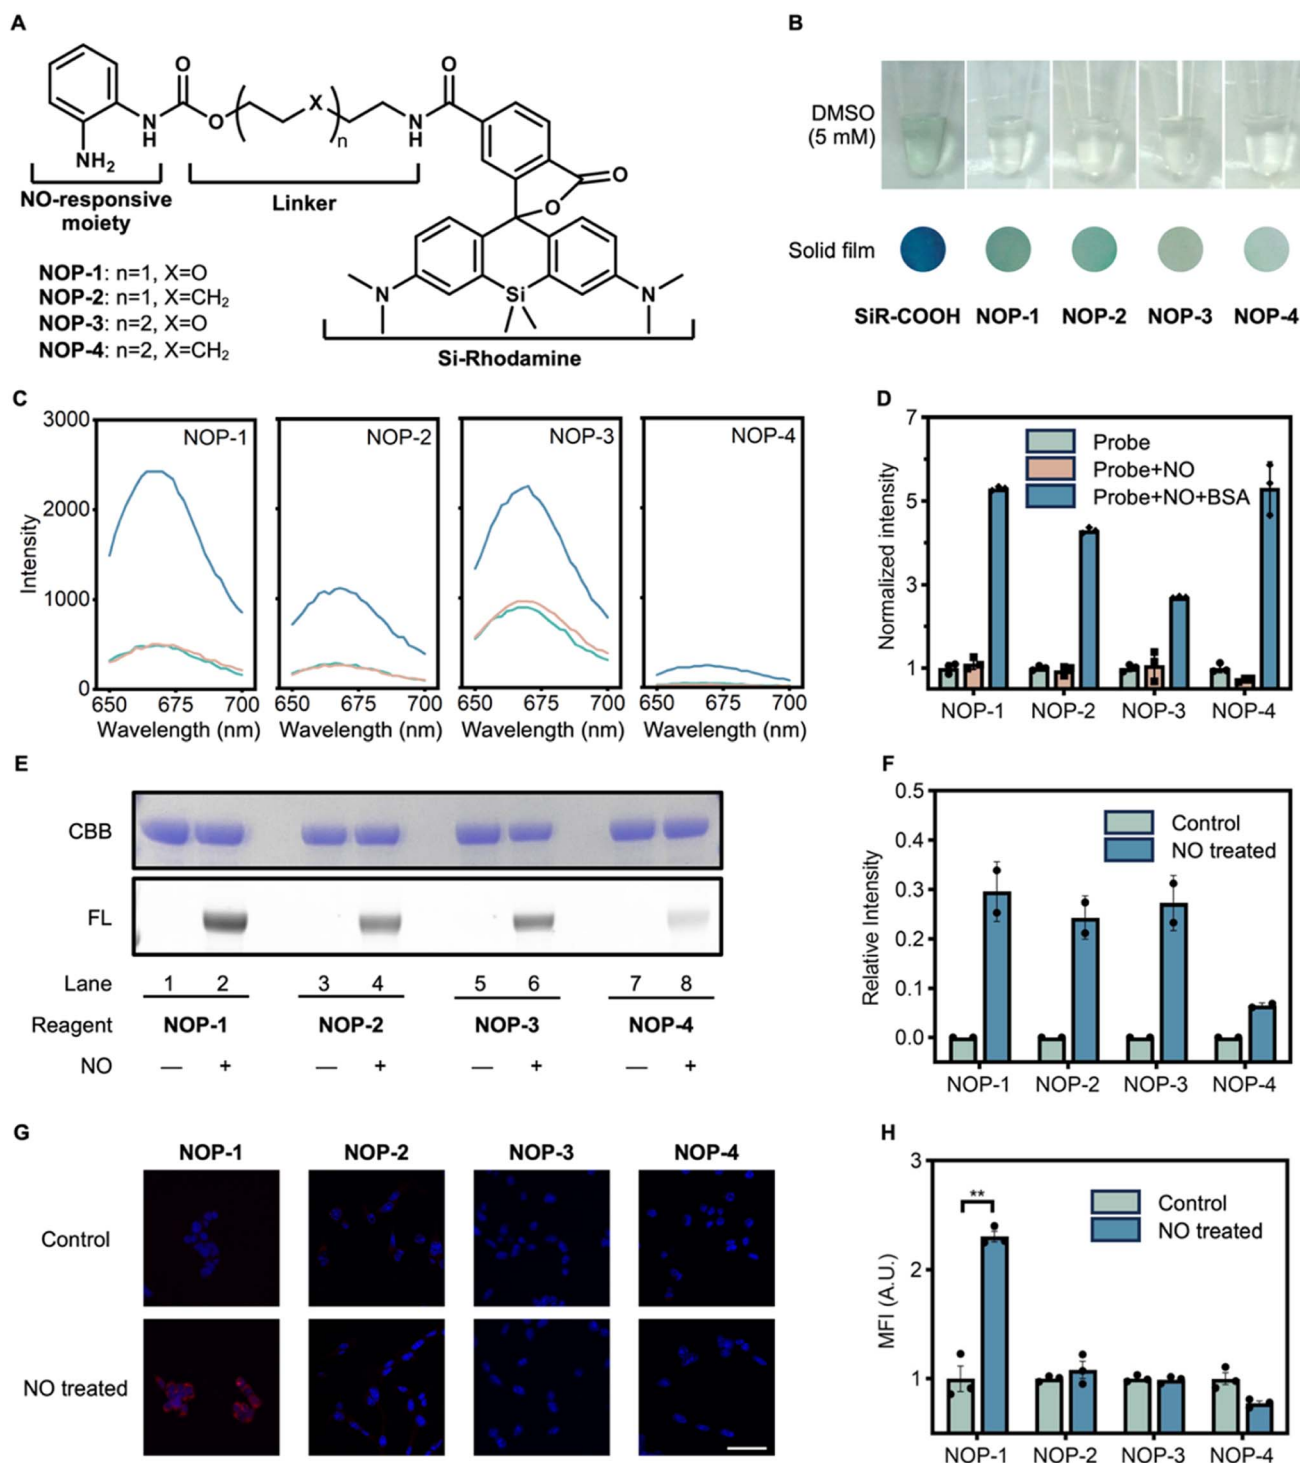 A
O
O
X
N
H
O
n
N
H
NH₂
O
O
N
Si
N
NO-responsive
moiety
Linker
Si-Rhodamine
NOP-1: n=1, X=O
NOP-2: n=1, X=CH₂
NOP-3: n=2, X=O
NOP-4: n=2, X=CH₂
B
DMSO
(5 mM)
Solid film
SiR-COOH NOP-1 NOP-2 NOP-3 NOP-4
C
Intensity
3000
2000
1000
0
NOP-1 NOP-2 NOP-3 NOP-4
650 675 700 650 675 700 650 675 700 650 675 700
Wavelength (nm) Wavelength (nm) Wavelength (nm) Wavelength (nm)
D
Normalized intensity
7
5
3
1
Probe
Probe+NO
Probe+NO+BSA
NOP-1 NOP-2 NOP-3 NOP-4
E
CBB
FL
Lane 1 2 3 4 5 6 7 8
Reagent NOP-1 NOP-2 NOP-3 NOP-4
NO — + — + — + — +
F
Relative Intensity
0.5
0.4
0.3
0.2
0.1
0.0
Control
NO treated
NOP-1 NOP-2 NOP-3 NOP-4
G
NOP-1 NOP-2 NOP-3 NOP-4
Control
NO treated
H
MFI (A.U.)
3
2
1
**
Control
NO treated
NOP-1 NOP-2 NOP-3 NOP-4